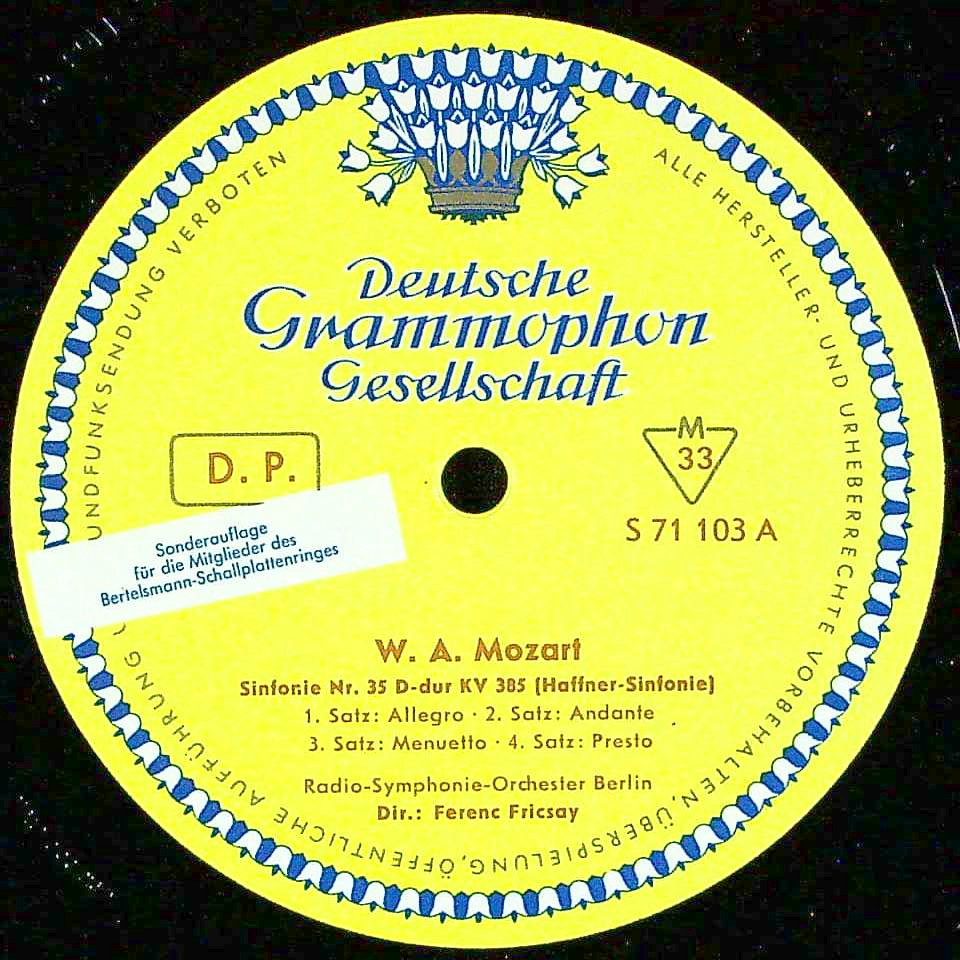 Deutsche
Grammophon
Gesellschaft
D. P.
M
33
S 71 103 A
Sonderauflage
für die Mitglieder des
Bertelsmann-Schallplattenringes
W. A. Mozart
Sinfonie Nr. 35 D-dur KV 385 (Haffner-Sinfonie)
1. Satz: Allegro · 2. Satz: Andante
3. Satz: Menuetto · 4. Satz: Presto
Radio-Symphonie-Orchester Berlin
Dir.: Ferenc Fricsay
ALLE HERSTELLER- UND URHEBERRECHTE VORBEHALTEN, ÜBERSPIELUNG, ÖFFENTLICHE AUFFÜHRUNG UNDFUNKSENDUNG VERBOTEN